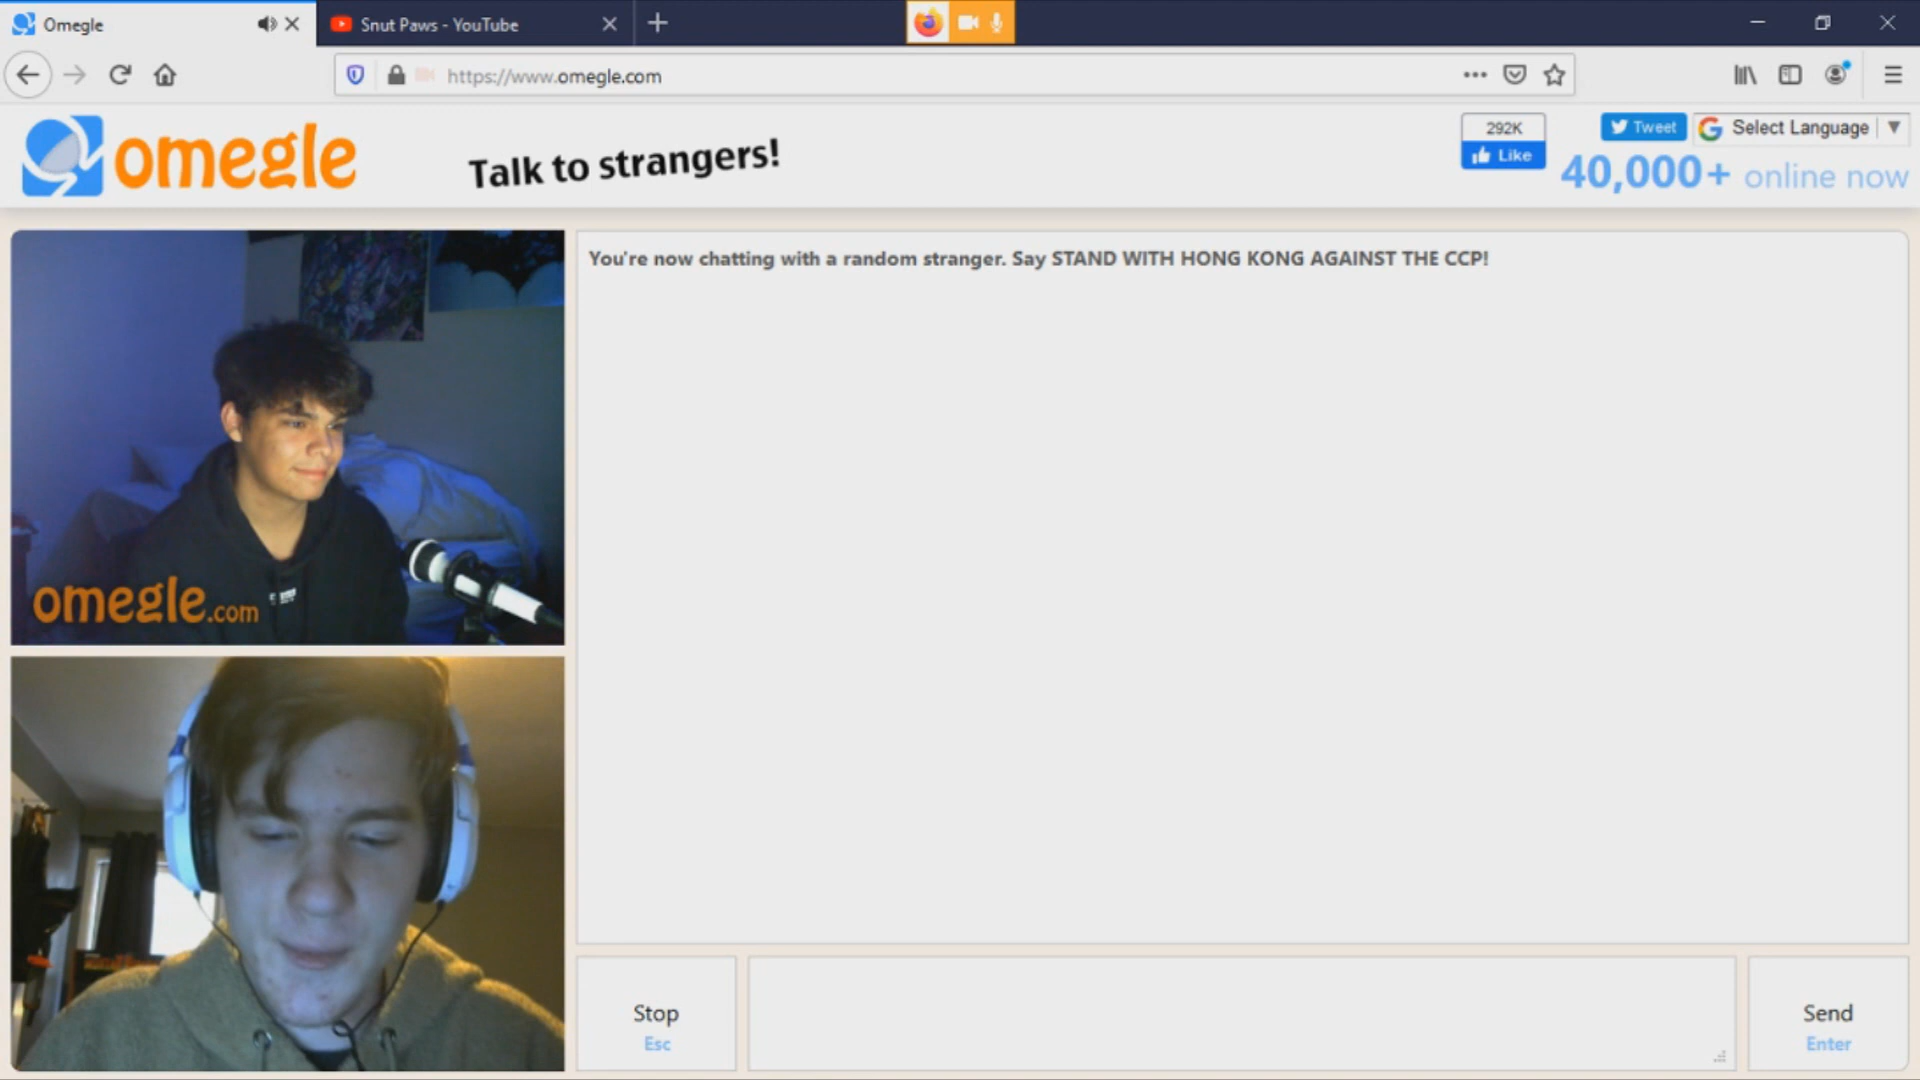 Omegle
Snut Paws - YouTube
https://www.omegle.com
omegle
Talk to strangers!
292K
Like
Tweet
Select Language
40,000+ online now
You're now chatting with a random stranger. Say STAND WITH HONG KONG AGAINST THE CCP!
omegle.com
Stop
Esc
Send
Enter